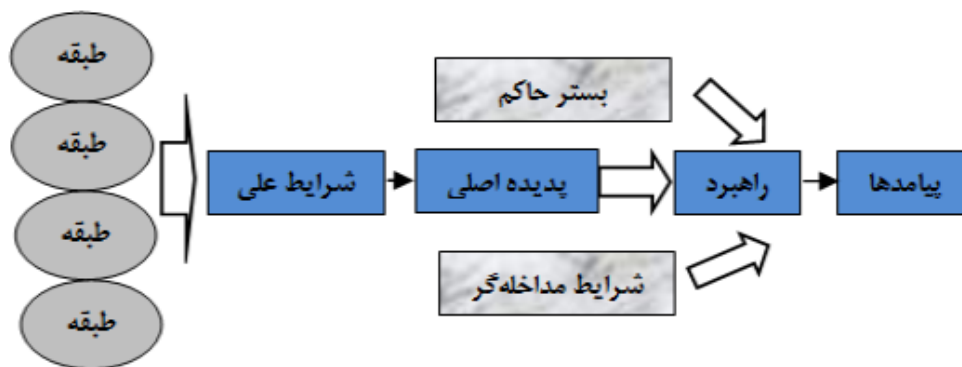 طبقه
طبقه
طبقه
طبقه
بستر حاکم
شرایط علی
پدیده اصلی
راهبرد
پیامدها
شرایط مداخله‌گر